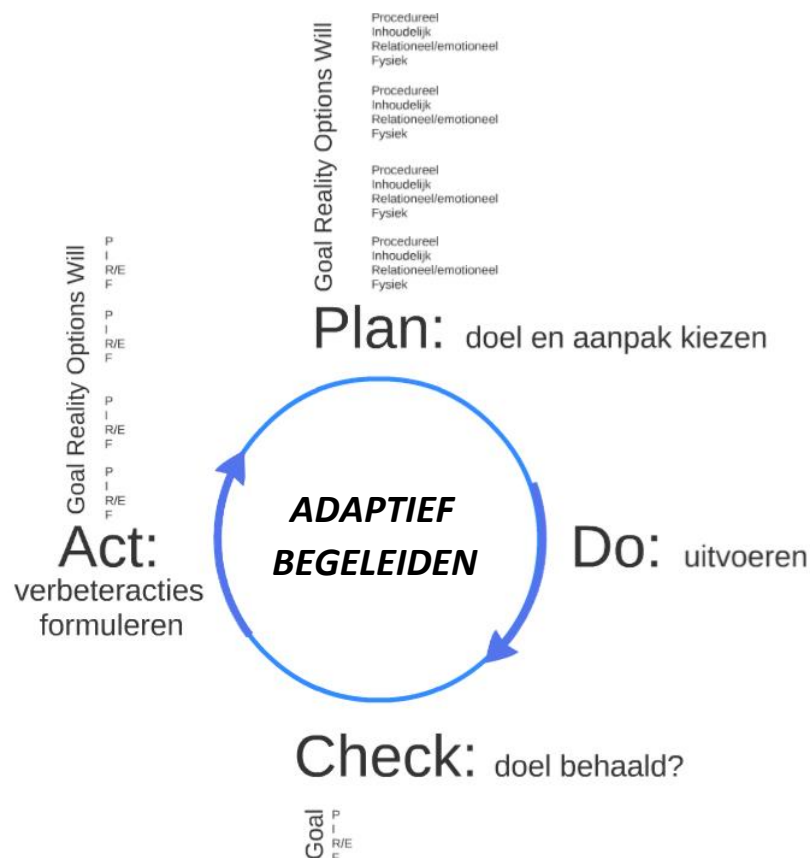 Procedureel
Inhoudelijk
Relationeel/emotioneel
Fysiek
Procedureel
Inhoudelijk
Relationeel/emotioneel
Fysiek
Procedureel
Inhoudelijk
Relationeel/emotioneel
Fysiek
Procedureel
Inhoudelijk
Relationeel/emotioneel
Fysiek
Goal Reality Options Will
Plan: doel en aanpak kiezen
P
I
R/E
F
P
I
R/E
F
P
I
R/E
F
P
I
R/E
F
Goal Reality Options Will
Act:
verbeteracties
formuleren
ADAPTIEF
BEGELEIDEN
Do: uitvoeren
Check: doel behaald?
Goal
P
I
R/E
F